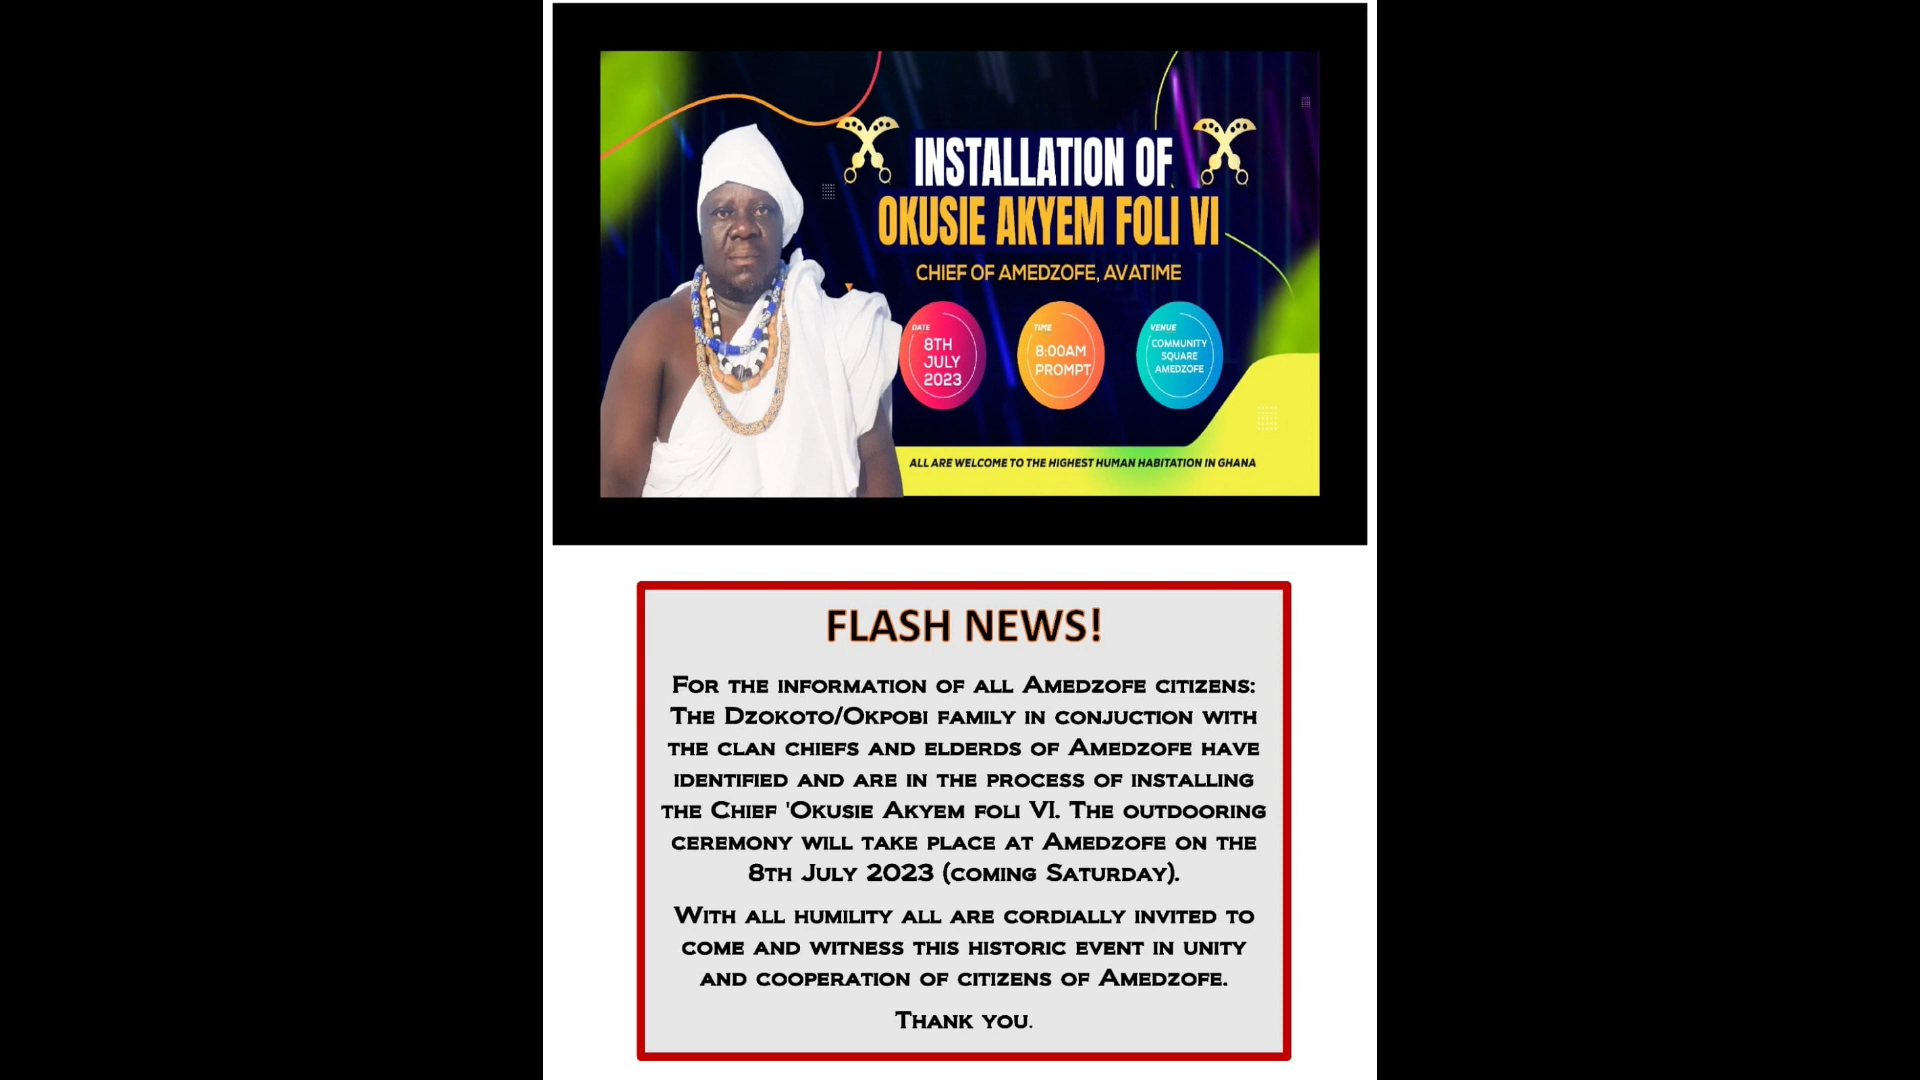 INSTALLATION OF
OKUSIE AKYEM FOLI VI
CHIEF OF AMEDZOFE, AVATIME
DATE
8TH
JULY
2023
TIME
8:00AM
PROMPT
VENUE
COMMUNITY
SQUARE
AMEDZOFE
ALL ARE WELCOME TO THE HIGHEST HUMAN HABITATION IN GHANA
FLASH NEWS!
FOR THE INFORMATION OF ALL AMEDZOFE CITIZENS:
THE DZOKOTO/OKPOBI FAMILY IN CONJUCTION WITH
THE CLAN CHIEFS AND ELDERDS OF AMEDZOFE HAVE
IDENTIFIED AND ARE IN THE PROCESS OF INSTALLING
THE CHIEF 'OKUSIE AKYEM FOLI VI. THE OUTDOORING
CEREMONY WILL TAKE PLACE AT AMEDZOFE ON THE
8TH JULY 2023 (COMING SATURDAY).
WITH ALL HUMILITY ALL ARE CORDIALLY INVITED TO
COME AND WITNESS THIS HISTORIC EVENT IN UNITY
AND COOPERATION OF CITIZENS OF AMEDZOFE.
THANK YOU.